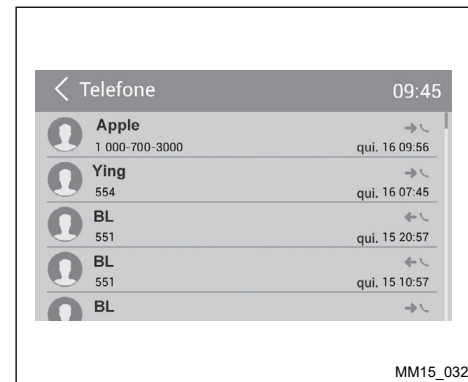 Telefone 09:45
Apple
1 000-700-3000 qui. 16 09:56
Ying
554 qui. 16 07:45
BL
551 qui. 15 20:57
BL
551 qui. 15 10:57
BL
MM15_032